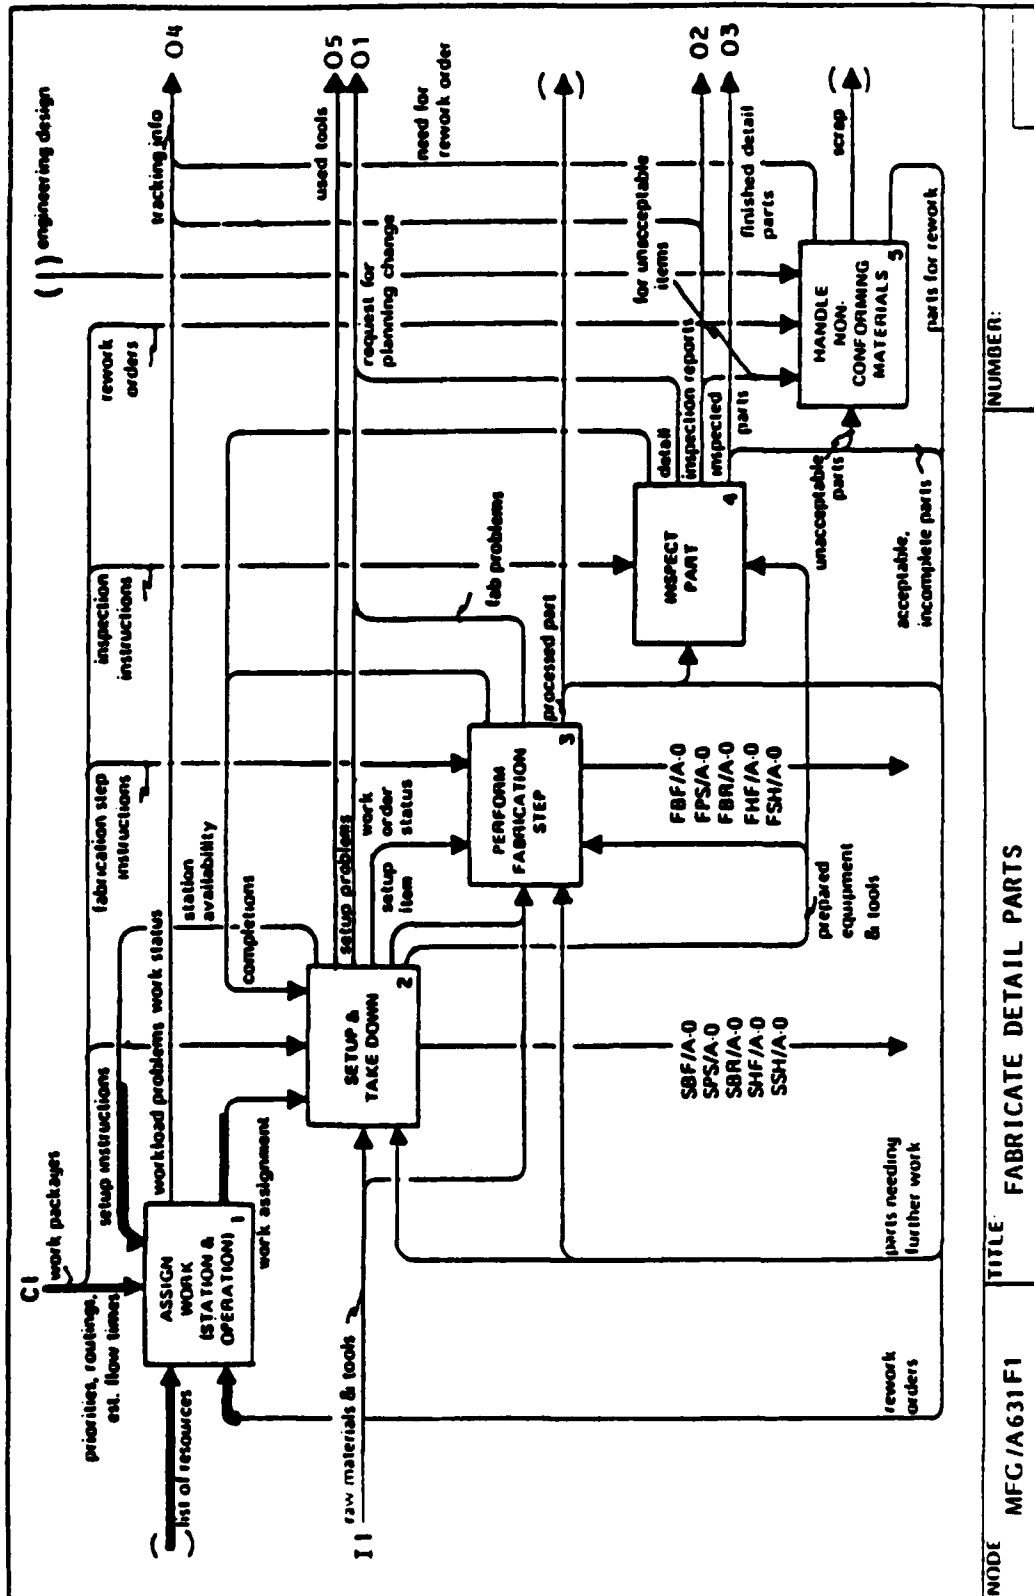 C1
work packages
( ) engineering design
priorities, routings,
est. flow times
setup instructions
fabrication step
instructions
inspection
instructions
rework
orders
tracking info
O4
( )
list of resources
ASSIGN
WORK
(STATION &
OPERATION)
1
workload problems work status
station
availability
completions
work assignment
used tools
O5
O1
request for
planning change
need for
rework order
I1
raw materials & tools
SETUP &
TAKE DOWN
2
setup problems
work
order
status
setup
item
fab problems
PERFORM
FABRICATION
STEP
3
processed part
( )
for unacceptable
items
INSPECT
PART
4
detail
inspection reports
inspected
parts
O2
O3
finished detail
parts
SBF/A-0
SPS/A-0
SBR/A-0
SHF/A-0
SSH/A-0
FBF/A-0
FPS/A-0
FBR/A-0
FHF/A-0
FSH/A-0
prepared
equipment
& tools
unacceptable
parts
HANDLE
NON-
CONFORMING
MATERIALS
5
scrap
( )
rework
orders
parts needing
further work
acceptable,
incomplete parts
parts for rework
NODE
MFG/A631F1
TITLE
FABRICATE DETAIL PARTS
NUMBER: